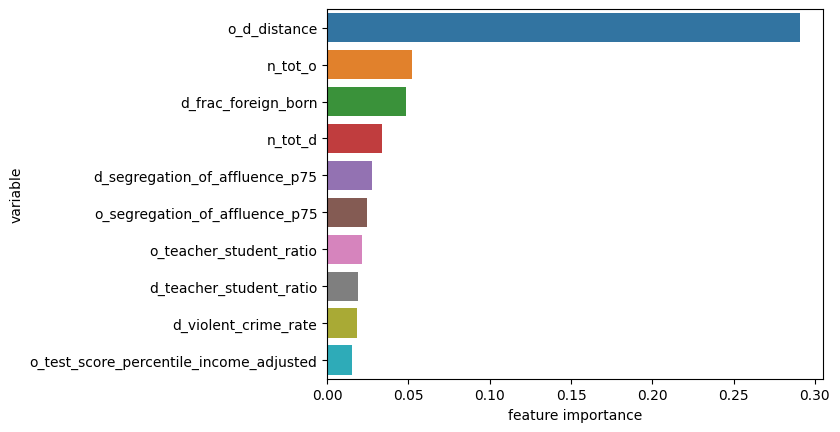 o_d_distance
n_tot_o
d_frac_foreign_born
n_tot_d
d_segregation_of_affluence_p75
o_segregation_of_affluence_p75
o_teacher_student_ratio
d_teacher_student_ratio
d_violent_crime_rate
o_test_score_percentile_income_adjusted
variable
0.00 0.05 0.10 0.15 0.20 0.25 0.30
feature importance